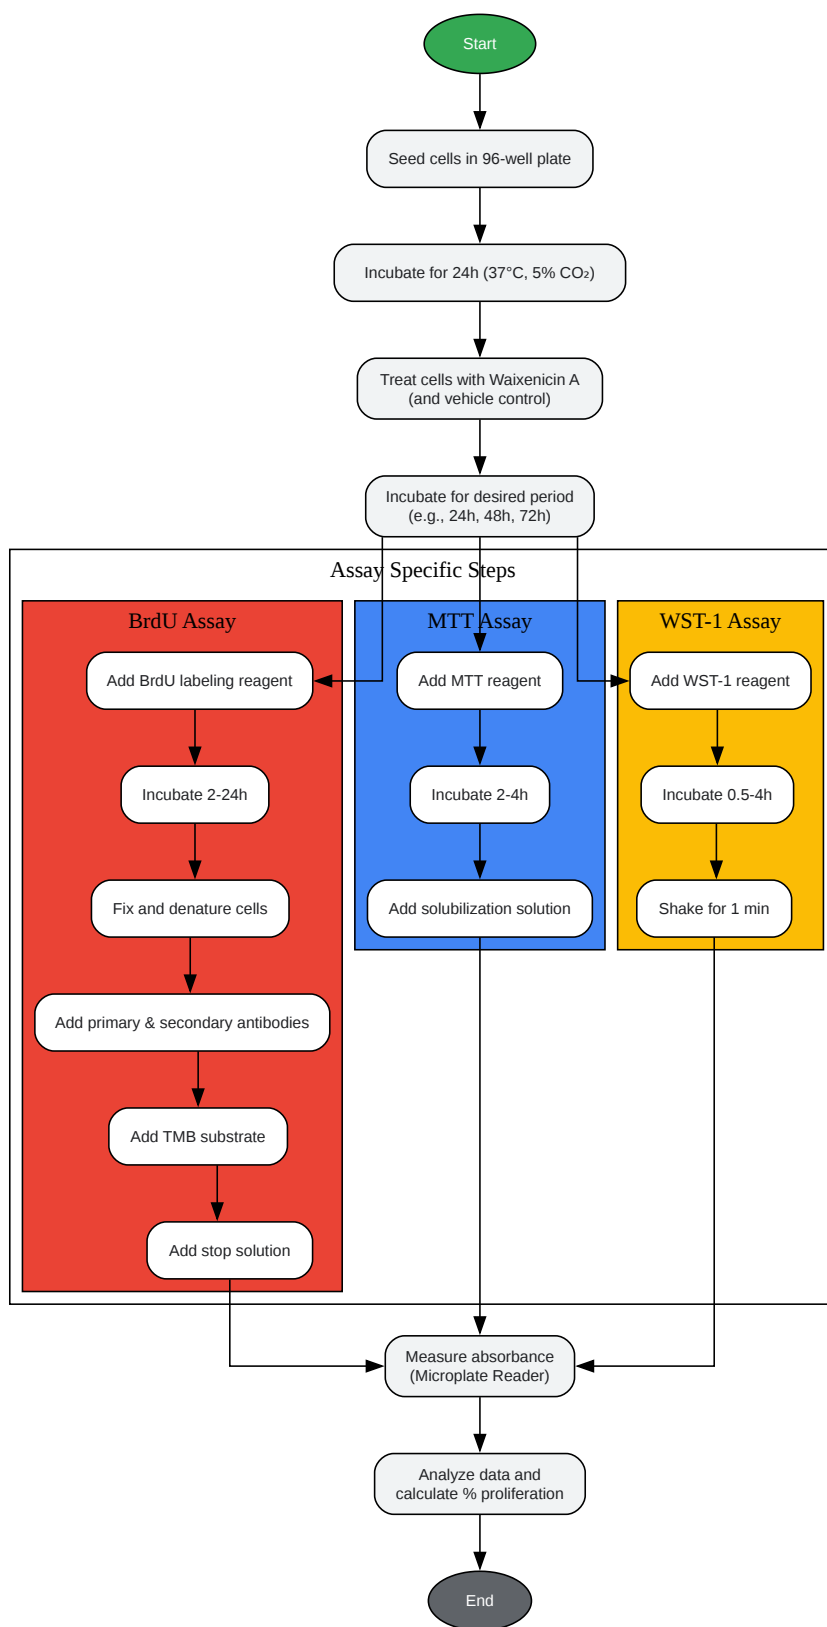 Start
Seed cells in 96-well plate
Incubate for 24h (37°C, 5% CO₂)
Treat cells with Waixenicin A
(and vehicle control)
Incubate for desired period
(e.g., 24h, 48h, 72h)
Assay Specific Steps
BrdU Assay
Add BrdU labeling reagent
Incubate 2-24h
Fix and denature cells
Add primary & secondary antibodies
Add TMB substrate
Add stop solution
MTT Assay
Add MTT reagent
Incubate 2-4h
Add solubilization solution
WST-1 Assay
Add WST-1 reagent
Incubate 0.5-4h
Shake for 1 min
Measure absorbance
(Microplate Reader)
Analyze data and
calculate % proliferation
End